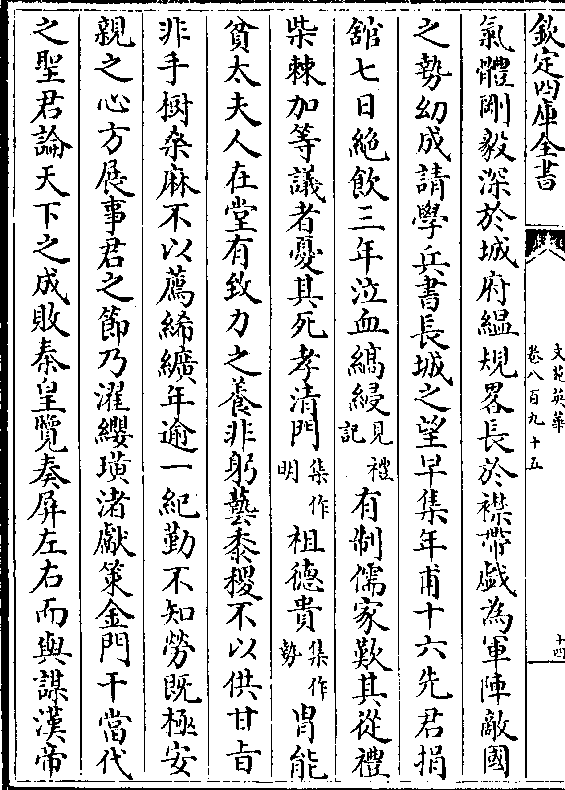 欽定四庫全書
文苑英華
卷八百九十五
十四
氣體剛毅深於城府緼規畧長於襟帶戲為軍陣敵國
之勢幼成請學兵書長城之望早集年甫十六先君捐
舘七日絶飲三年泣血縞緩見禮記有制儒家歎其從禮
柴棘加等議者憂其死孝清門集作明祖德貴集作勢胄能
貧太夫人在堂有致力之養非躬藝黍稷不以供甘旨
非手樹桑麻不以薦絺纊年逾一紀勤不知勞既極安
親之心方展事君之節乃濯纓璜渚獻策金門干當代
之聖君論天下之成敗秦皇覽奏屏左右而與謀漢帝